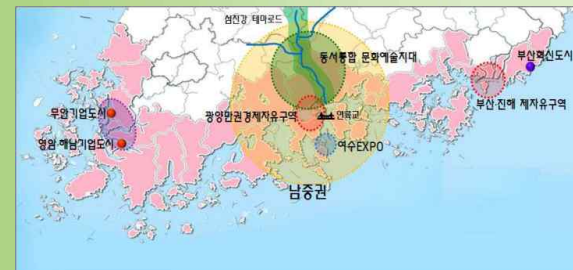 섬진강 테마로드
동서통합 문화예술지대
부산혁신도시
무안기업도시
광양만권경제자유구역
연륙교
부산·진해 제자유구역
영암·해남기업도시
여수EXPO
남중권